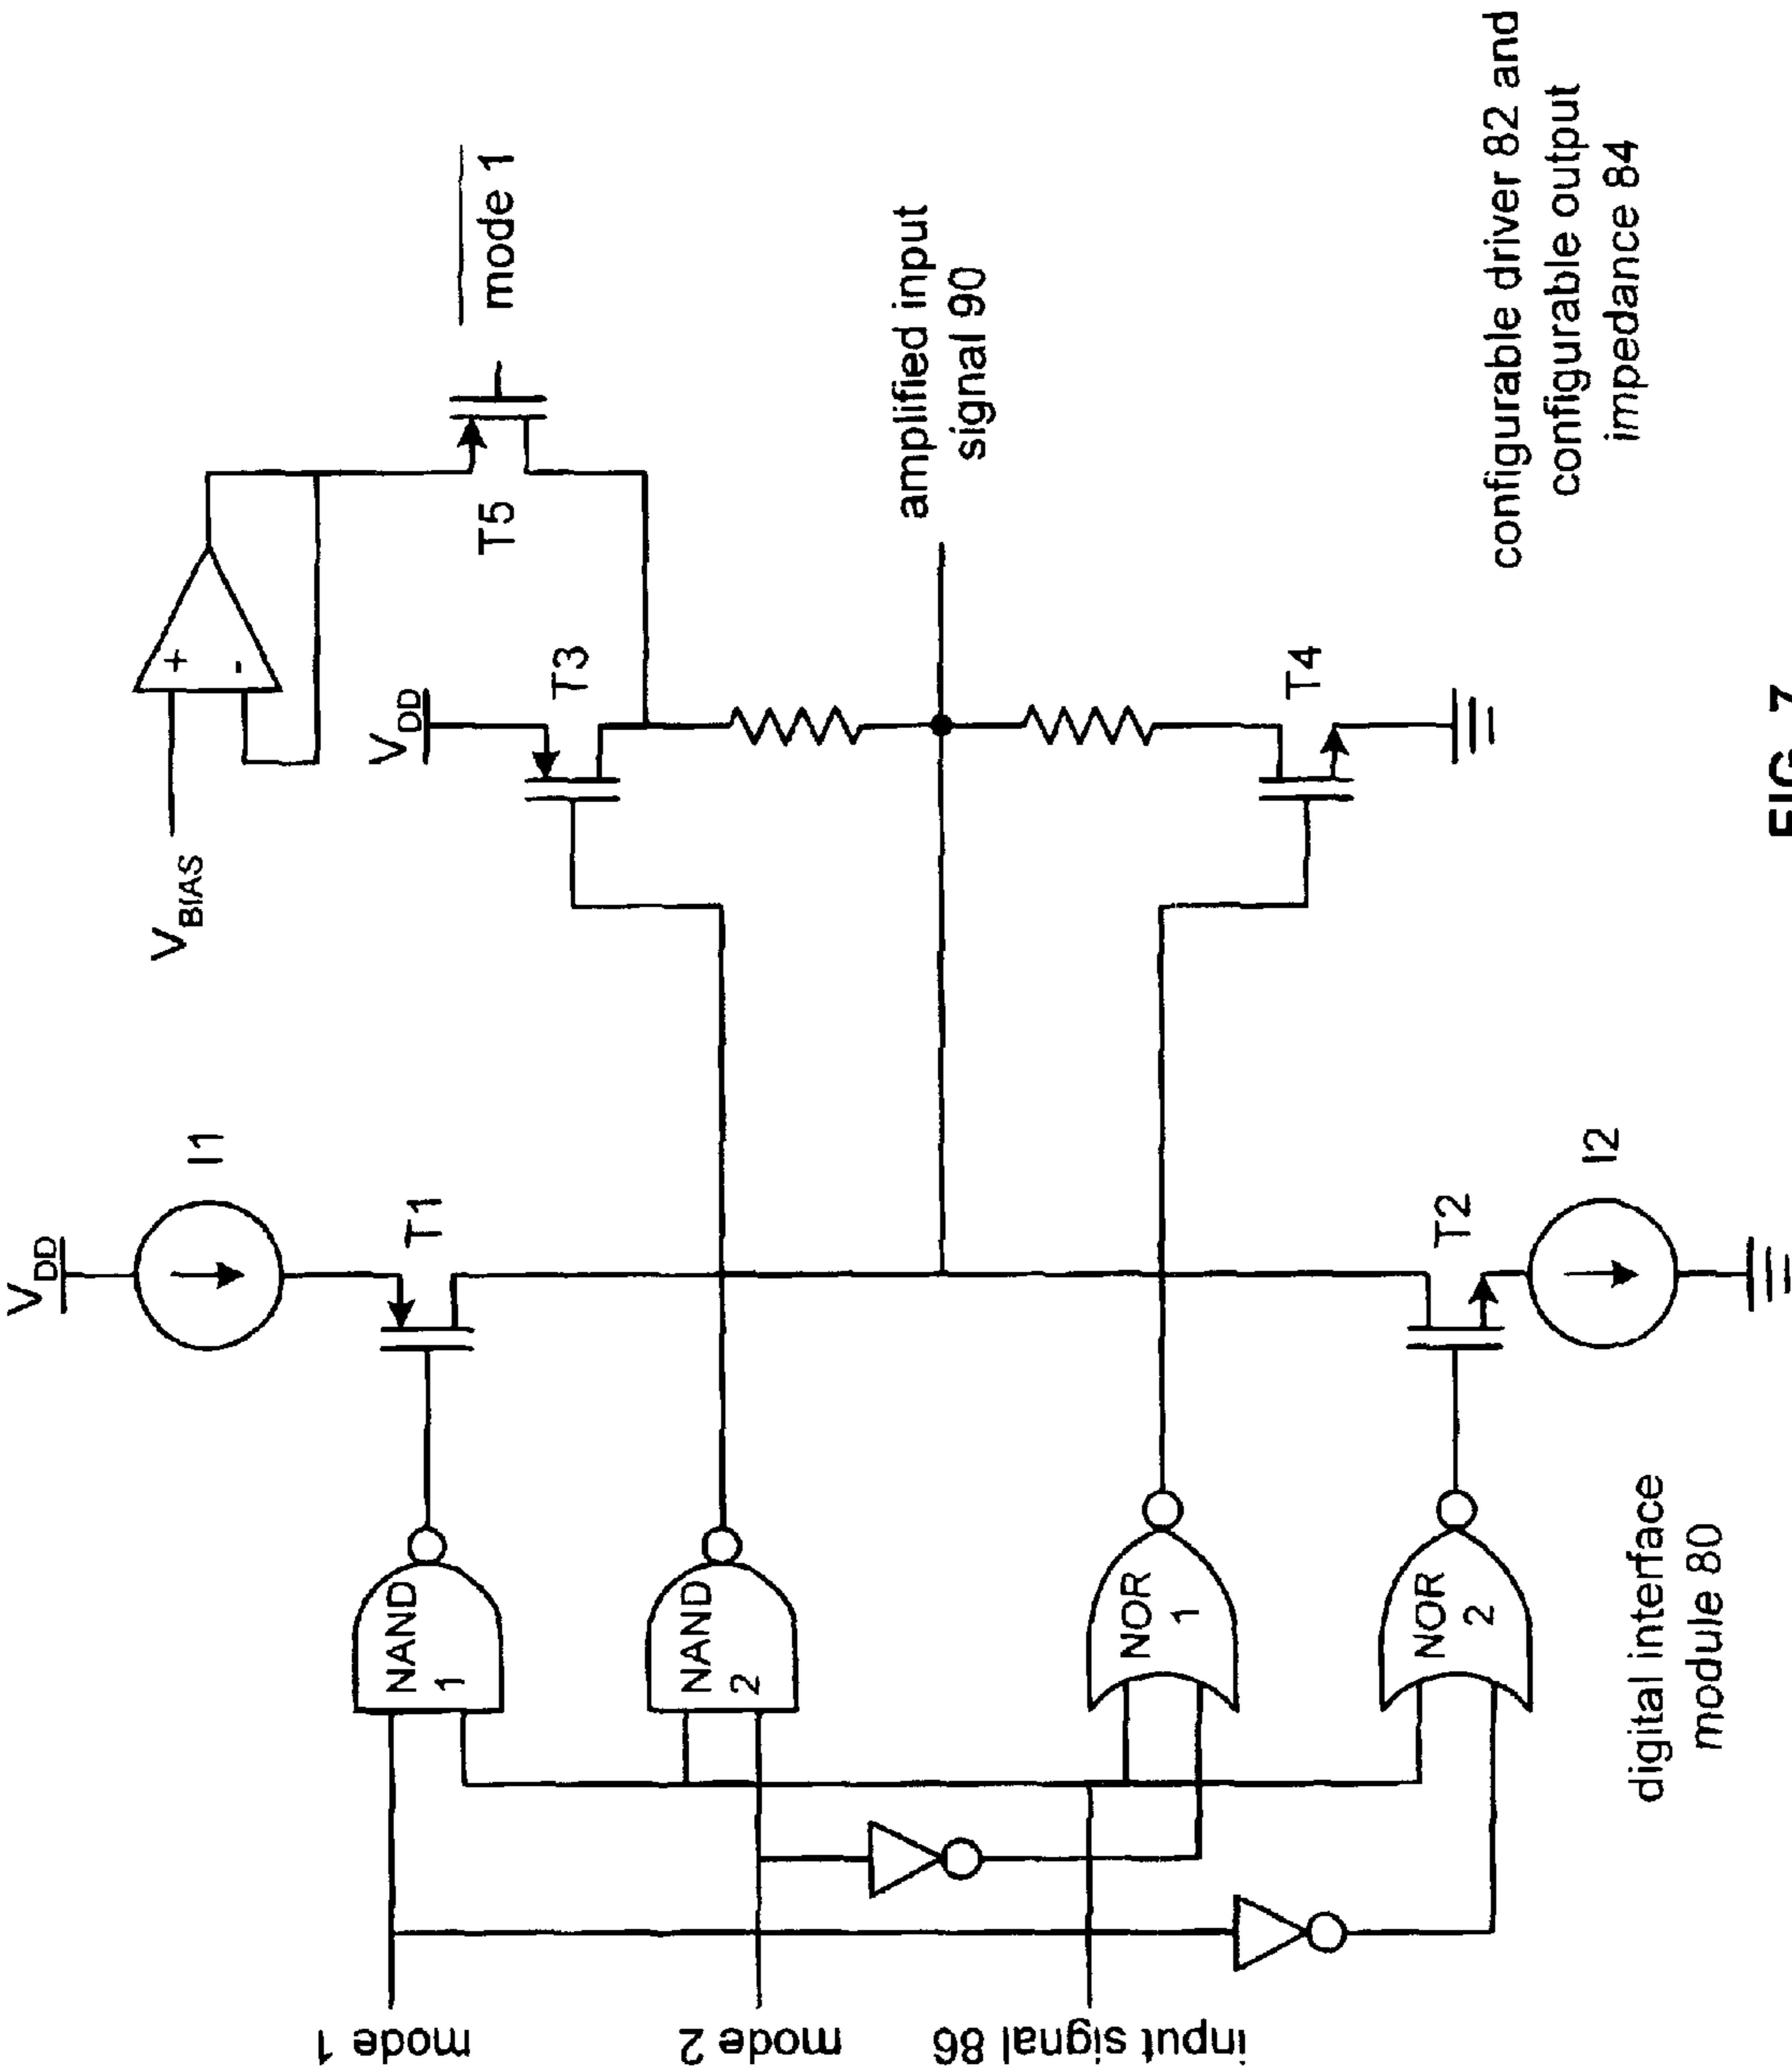 V_DD
I1
T1
V_BIAS
+
-
V_DD
T3
T5
mode 1
mode 1
mode 2
input signal 86
NAND
1
NAND
2
NOR
1
NOR
2
amplified input
signal 90
T4
T2
I2
digital interface
module 80
configurable driver 82 and
configurable output
impedance 84
FIG. 7